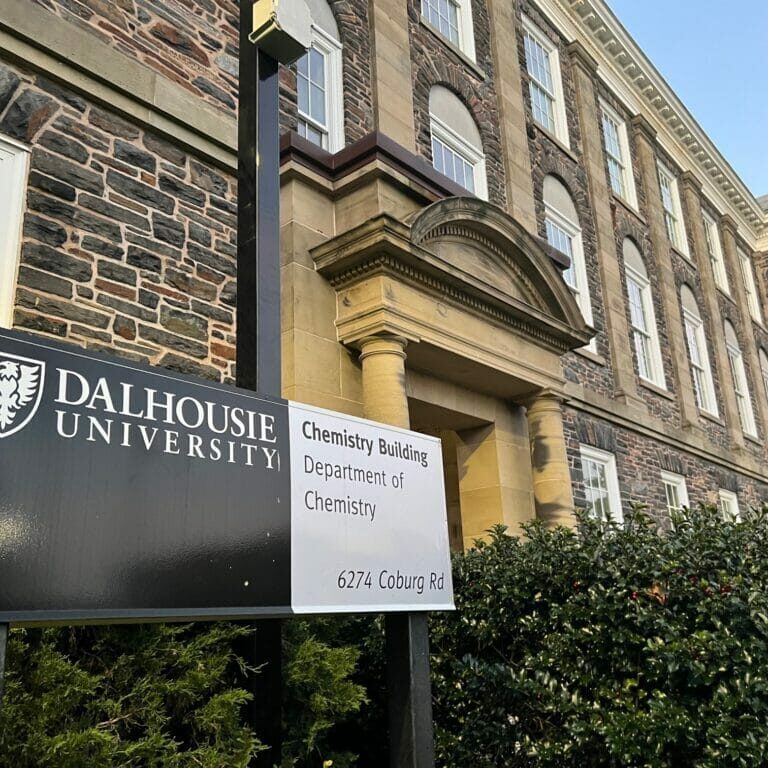 DALHOUSIE
UNIVERSITY
Chemistry Building
Department of
Chemistry
6274 Coburg Rd